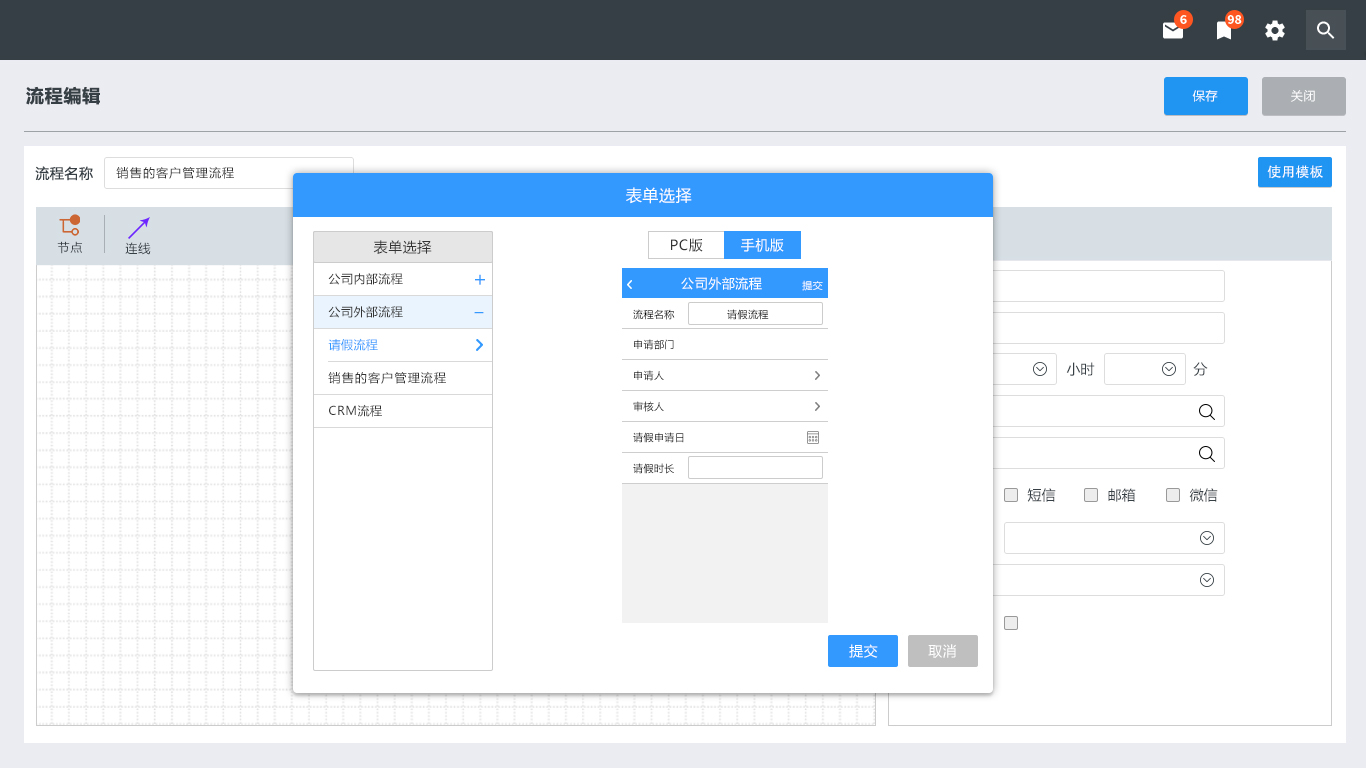 6
98
流程编辑
保存
关闭
流程名称
销售的客户管理流程
使用模板
节点
连线
表单选择
表单选择
公司内部流程
公司外部流程
请假流程
销售的客户管理流程
CRM流程
PC版
手机版
公司外部流程
提交
流程名称
请假流程
申请部门
申请人
审核人
请假申请日
请假时长
提交
取消
小时
分
短信
邮箱
微信